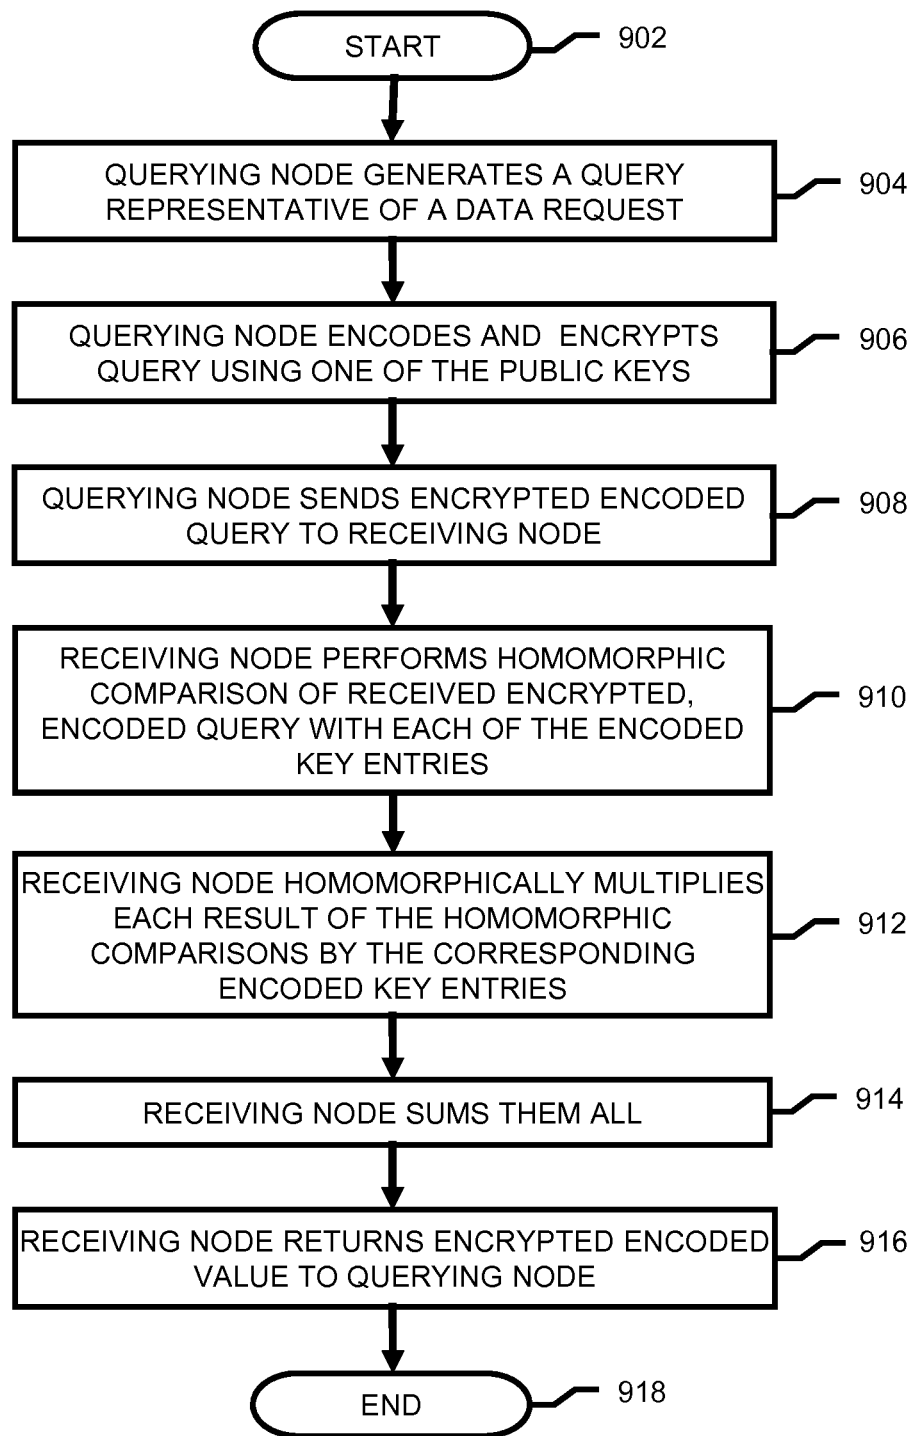 START
902
QUERYING NODE GENERATES A QUERY
REPRESENTATIVE OF A DATA REQUEST
904
QUERYING NODE ENCODES AND ENCRYPTS
QUERY USING ONE OF THE PUBLIC KEYS
906
QUERYING NODE SENDS ENCRYPTED ENCODED
QUERY TO RECEIVING NODE
908
RECEIVING NODE PERFORMS HOMOMORPHIC
COMPARISON OF RECEIVED ENCRYPTED,
ENCODED QUERY WITH EACH OF THE ENCODED
KEY ENTRIES
910
RECEIVING NODE HOMOMORPHICALLY MULTIPLIES
EACH RESULT OF THE HOMOMORPHIC
COMPARISONS BY THE CORRESPONDING
ENCODED KEY ENTRIES
912
RECEIVING NODE SUMS THEM ALL
914
RECEIVING NODE RETURNS ENCRYPTED ENCODED
VALUE TO QUERYING NODE
916
END
918